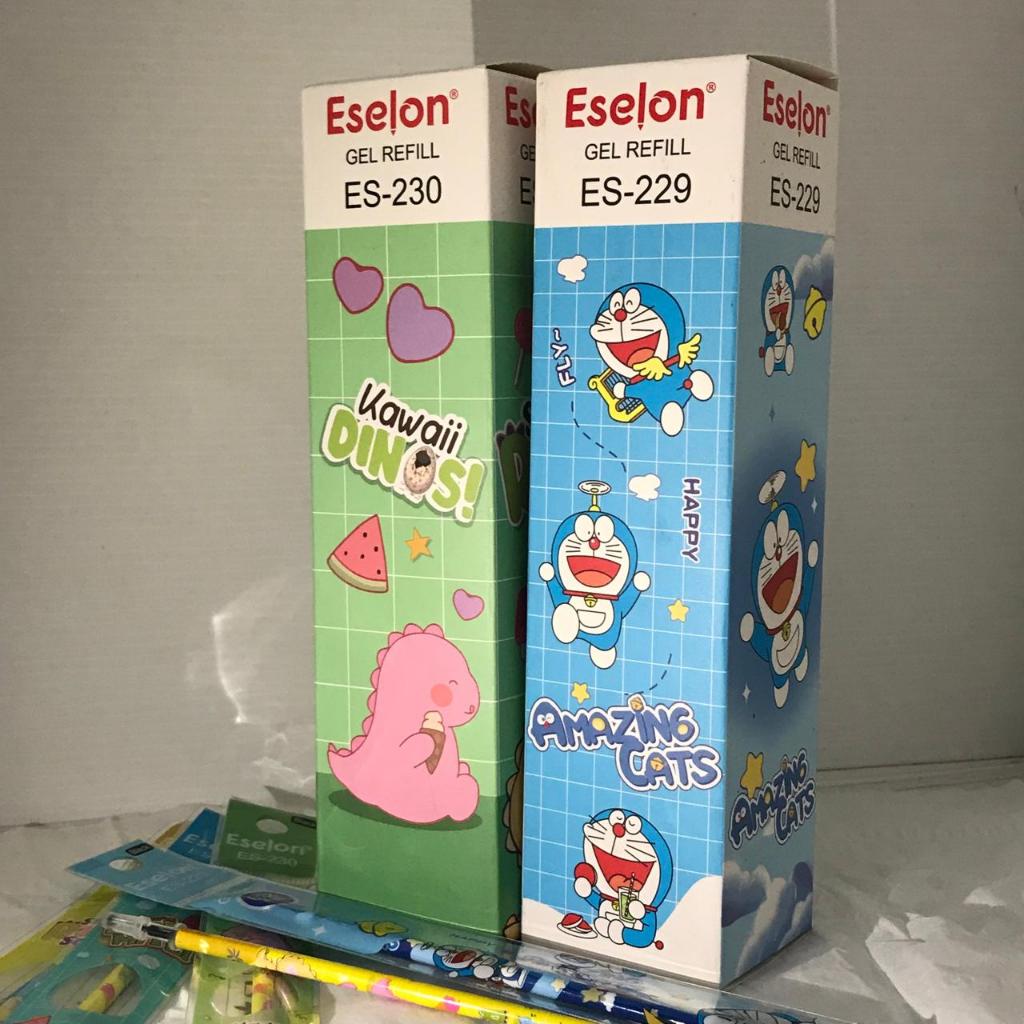 Eselon®
GEL REFILL
ES-230
Kawaii
DINOS!
Eselon®
GEL REFILL
ES-229
FLY~
HAPPY
AMAZING
CATS
Eselon®
GEL REFILL
ES-229
AMAZING
CATS
Eselon®
ES-230
Eselon